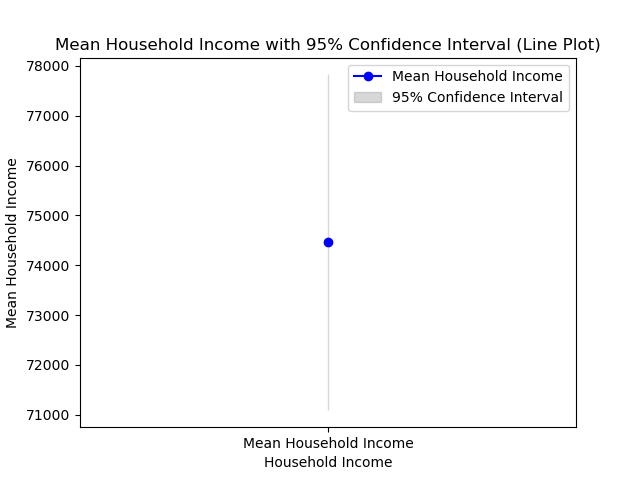 Mean Household Income with 95% Confidence Interval (Line Plot)
78000
77000
76000
75000
74000
73000
72000
71000
Mean Household Income
Mean Household Income
95% Confidence Interval
Mean Household Income
Household Income